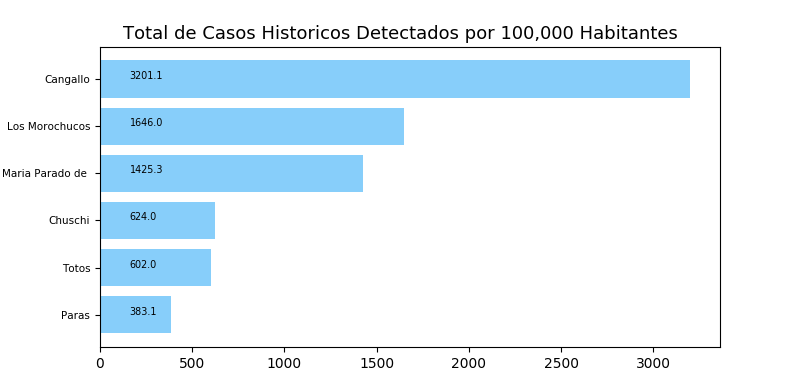 Total de Casos Historicos Detectados por 100,000 Habitantes
Cangallo 3201.1
Los Morochucos 1646.0
Maria Parado de 1425.3
Chuschi 624.0
Totos 602.0
Paras 383.1
0 500 1000 1500 2000 2500 3000